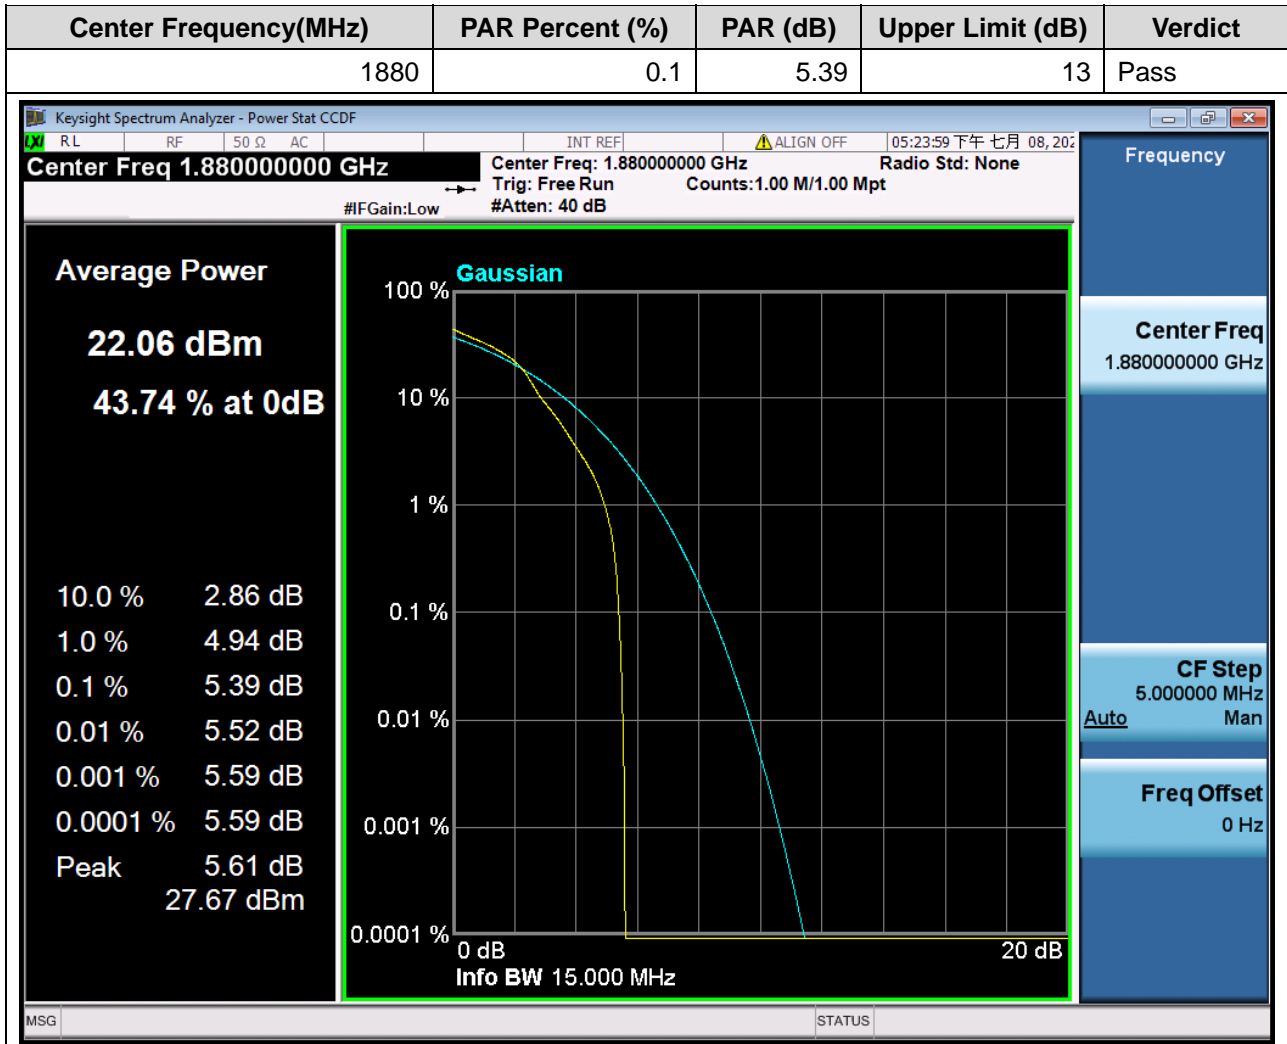 Center Frequency(MHz) PAR Percent (%) PAR (dB) Upper Limit (dB) Verdict
1880 0.1 5.39 13 Pass
Keysight Spectrum Analyzer - Power Stat CCDF
LXI RL RF 50 Ω AC INT REF ALIGN OFF 05:23:59 下午 七月 08, 202
Center Freq 1.880000000 GHz
#IFGain:Low
Center Freq: 1.880000000 GHz Radio Std: None
Trig: Free Run Counts:1.00 M/1.00 Mpt
#Atten: 40 dB
Average Power
22.06 dBm
43.74 % at 0dB
10.0 % 2.86 dB
1.0 % 4.94 dB
0.1 % 5.39 dB
0.01 % 5.52 dB
0.001 % 5.59 dB
0.0001 % 5.59 dB
Peak 5.61 dB
27.67 dBm
Gaussian
100 %
10 %
1 %
0.1 %
0.01 %
0.001 %
0.0001 %
0 dB 20 dB
Info BW 15.000 MHz
Frequency
Center Freq
1.880000000 GHz
CF Step
5.000000 MHz
Auto Man
Freq Offset
0 Hz
MSG STATUS